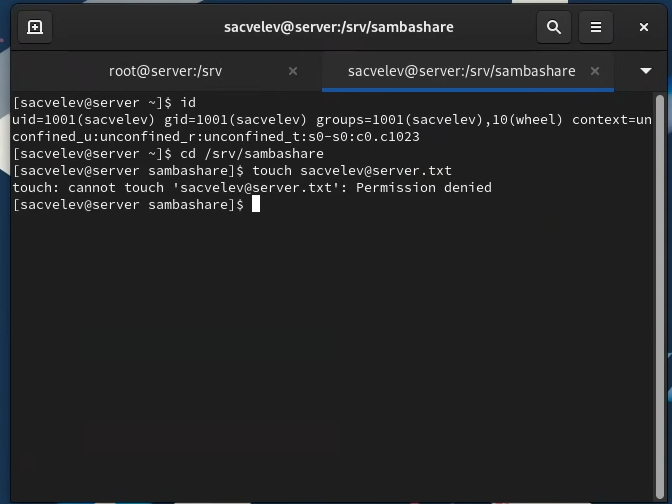 sacvelev@server:/srv/sambashare
root@server:/srv
sacvelev@server:/srv/sambashare
[sacvelev@server ~]$ id
uid=1001(sacvelev) gid=1001(sacvelev) groups=1001(sacvelev),10(wheel) context=un
confined_u:unconfined_r:unconfined_t:s0-s0:c0.c1023
[sacvelev@server ~]$ cd /srv/sambashare
[sacvelev@server sambashare]$ touch sacvelev@server.txt
touch: cannot touch 'sacvelev@server.txt': Permission denied
[sacvelev@server sambashare]$